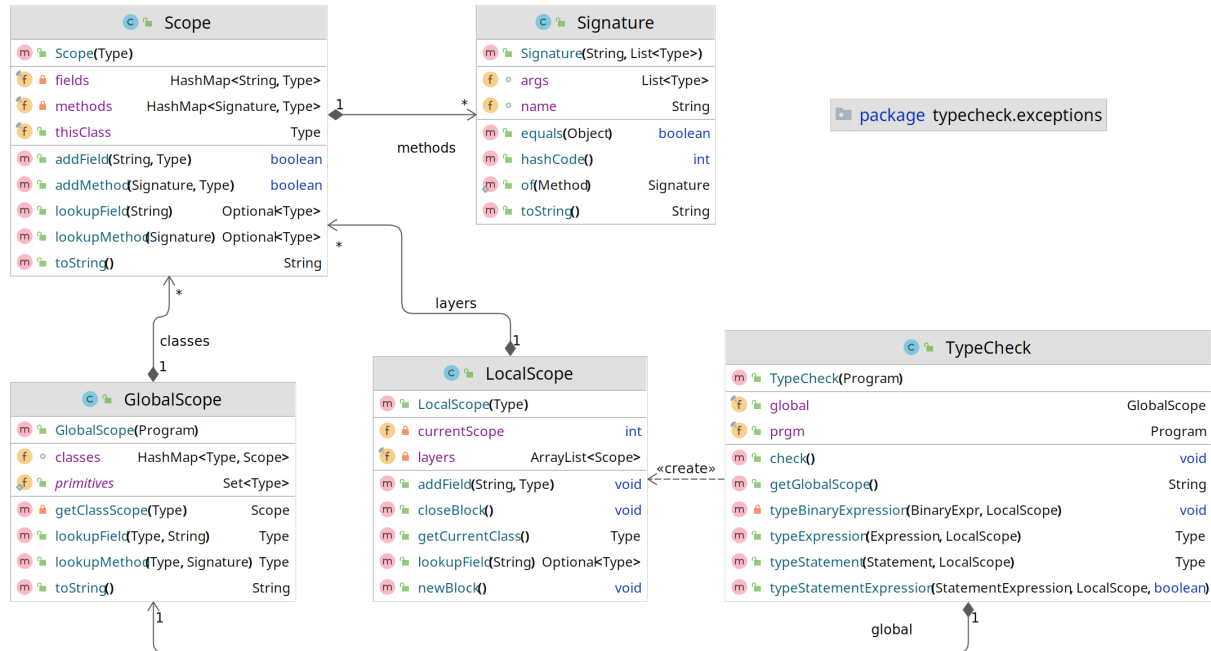 Scope
Scope(Type)
fields HashMap<String, Type>
methods HashMap<Signature, Type>
thisClass Type
addField(String, Type) boolean
addMethod(Signature, Type) boolean
lookupField(String) Optional<Type>
lookupMethod(Signature) Optional<Type>
toString() String
1 *
methods
Signature
Signature(String, List<Type>)
args List<Type>
name String
equals(Object) boolean
hashCode() int
of(Method) Signature
toString() String
package typecheck.exceptions
*
layers
1
*
classes
1
GlobalScope
GlobalScope(Program)
classes HashMap<Type, Scope>
primitives Set<Type>
getClassScope(Type) Scope
lookupField(Type, String) Type
lookupMethod(Type, Signature) Type
toString() String
1
LocalScope
LocalScope(Type)
currentScope int
layers ArrayList<Scope>
addField(String, Type) void
closeBlock() void
getCurrentClass() Type
lookupField(String) Optional<Type>
newBlock() void
«create»
TypeCheck
TypeCheck(Program)
global GlobalScope
prgm Program
check() void
getGlobalScope() String
typeBinaryExpression(BinaryExpr, LocalScope) void
typeExpression(Expression, LocalScope) Type
typeStatement(Statement, LocalScope) Type
typeStatementExpression(StatementExpression, LocalScope, boolean)
1
global